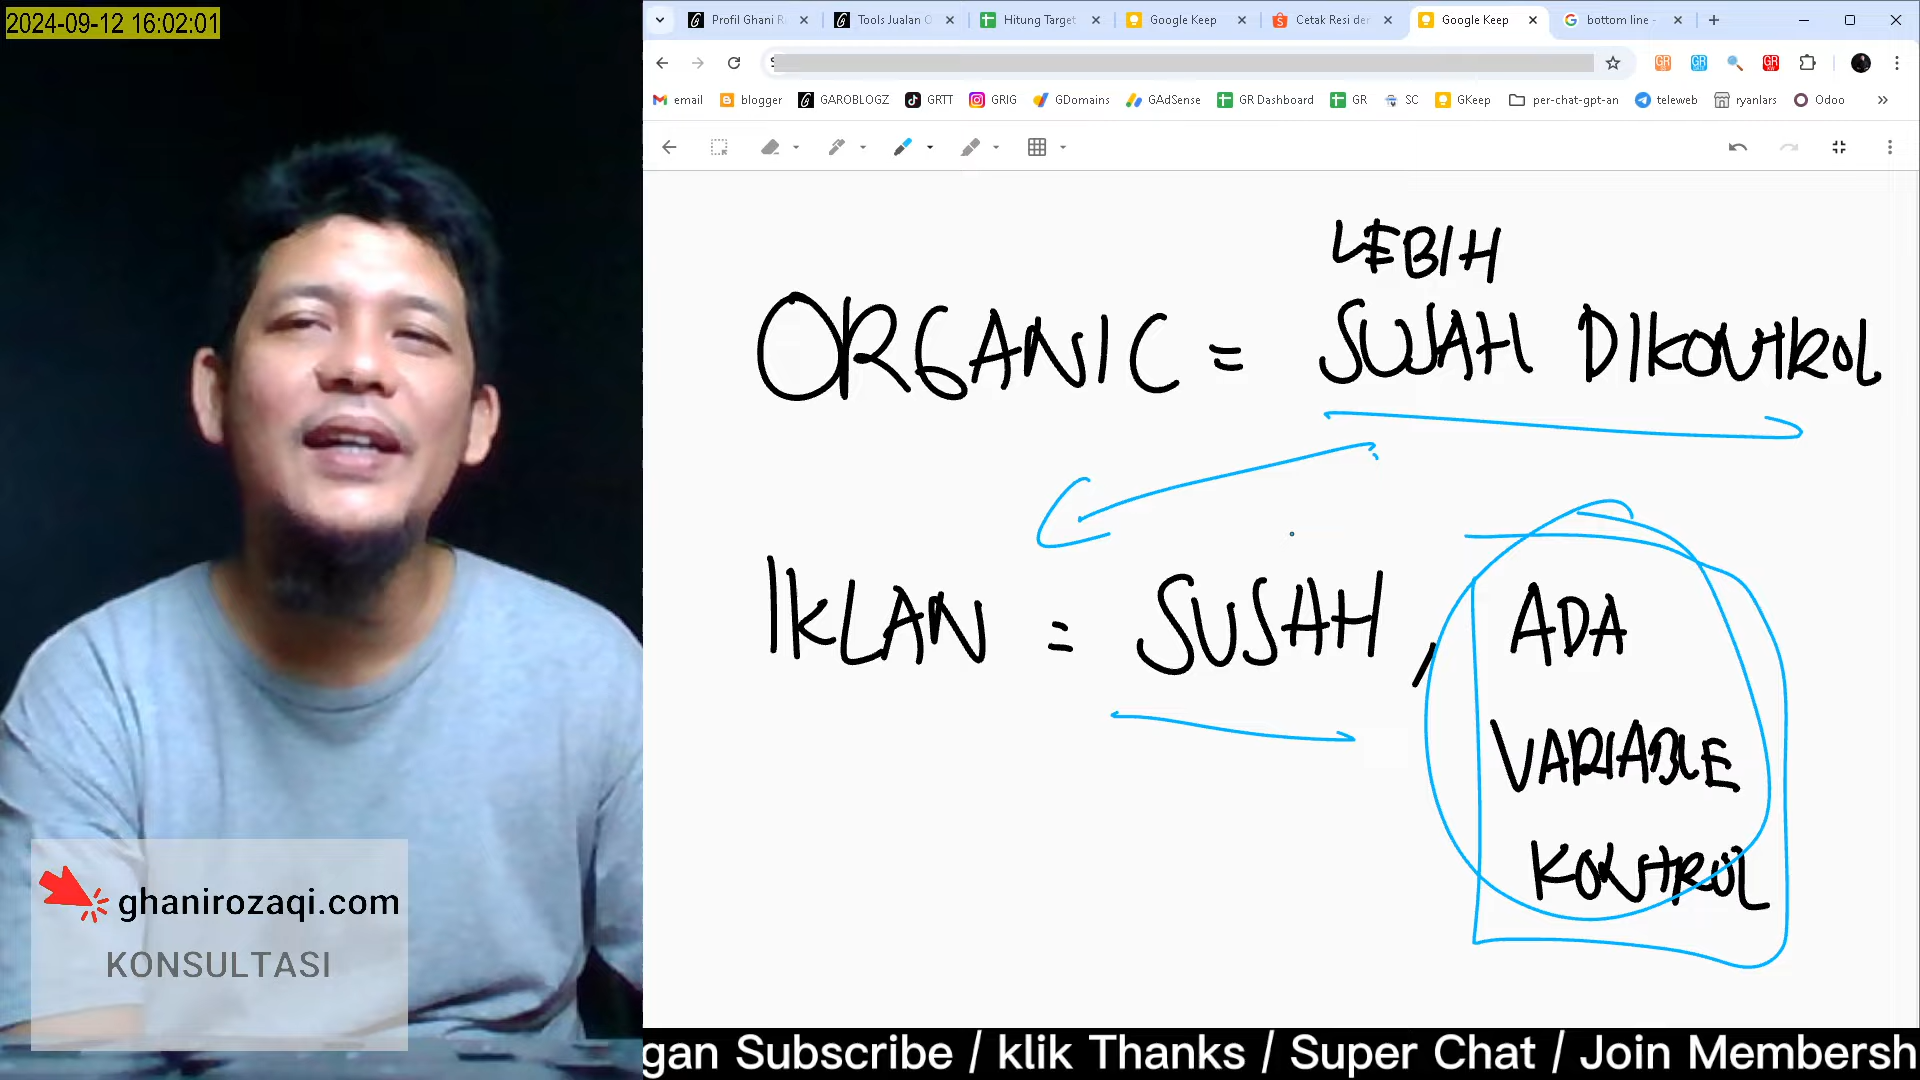 2024-09-12 16:02:01
Profil Ghani R
Tools Jualan O
Hitung Target
Google Keep
Cetak Resi der
Google Keep
bottom line -
email
blogger
GAROBLOGZ
GRTT
GRIG
GDomains
GAdSense
GR Dashboard
GR
SC
GKeep
per-chat-gpt-an
teleweb
ryanlars
Odoo
LEBIH
ORGANIC = SUSAH DIKONTROL
IKLAN = SUSAH, ADA
VARIABLE
KONTROL
ghanirozaqi.com
KONSULTASI
gan Subscribe / klik Thanks / Super Chat / Join Membersh